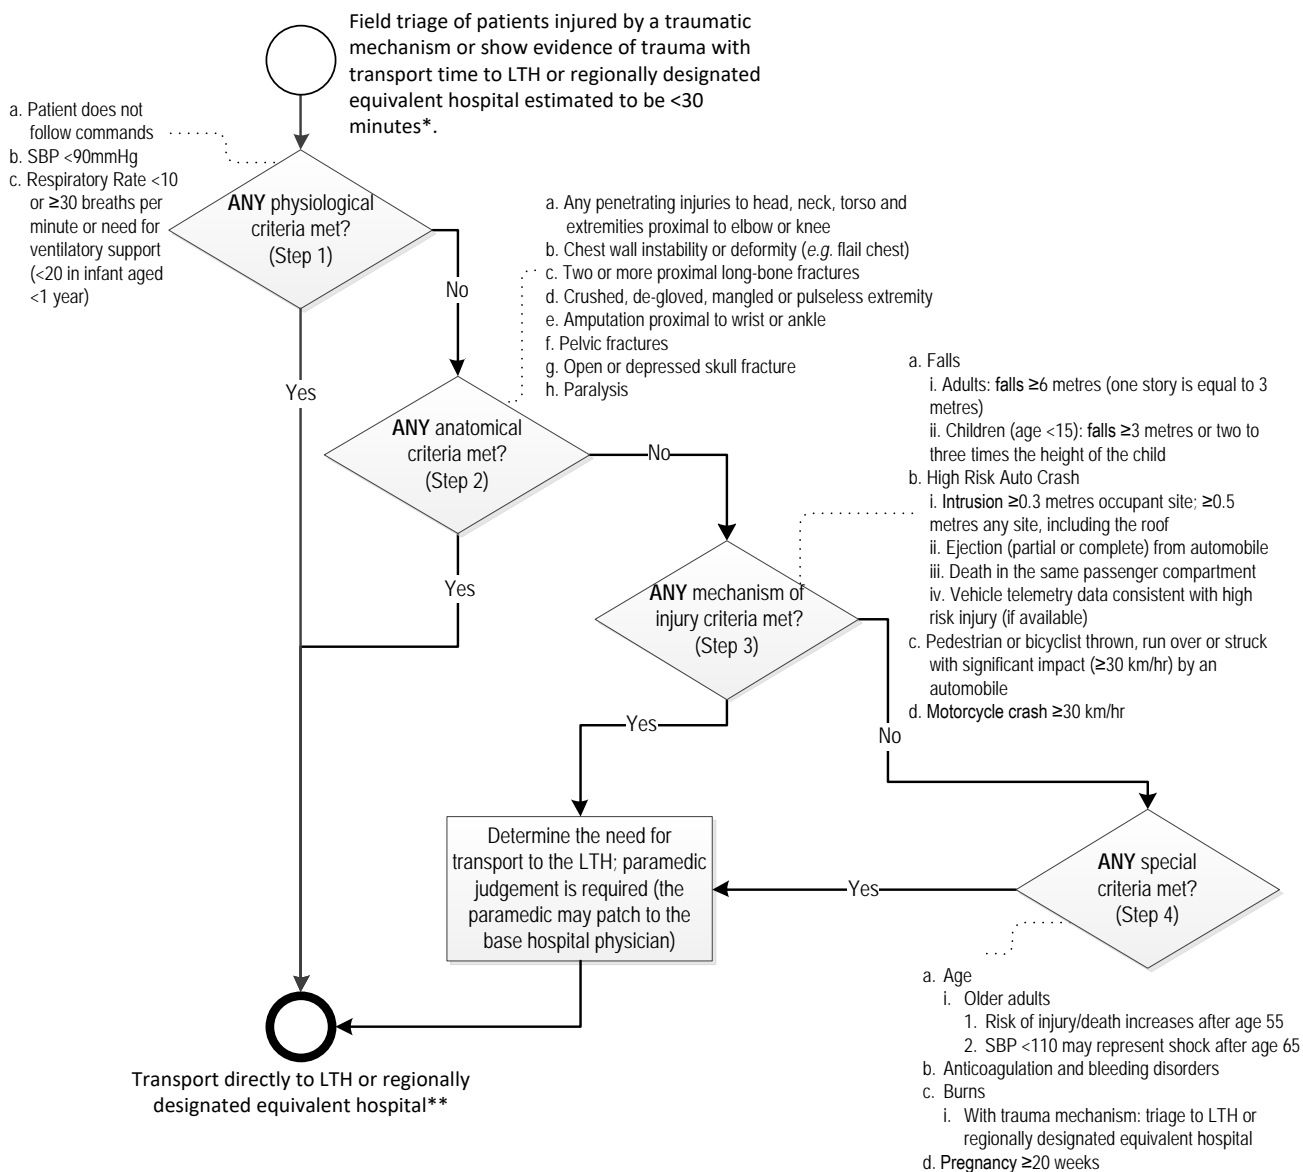 Field triage of patients injured by a traumatic
mechanism or show evidence of trauma with
transport time to LTH or regionally designated
equivalent hospital estimated to be <30
minutes*.
a. Patient does not
follow commands
b. SBP <90mmHg
c. Respiratory Rate <10
or ≥30 breaths per
minute or need for
ventilatory support
(<20 in infant aged
<1 year)
ANY physiological
criteria met?
(Step 1)
No
Yes
a. Any penetrating injuries to head, neck, torso and
extremities proximal to elbow or knee
b. Chest wall instability or deformity (e.g. flail chest)
c. Two or more proximal long-bone fractures
d. Crushed, de-gloved, mangled or pulseless extremity
e. Amputation proximal to wrist or ankle
f. Pelvic fractures
g. Open or depressed skull fracture
h. Paralysis
ANY anatomical
criteria met?
(Step 2)
No
Yes
a. Falls
i. Adults: falls ≥6 metres (one story is equal to 3
metres)
ii. Children (age <15): falls ≥3 metres or two to
three times the height of the child
b. High Risk Auto Crash
i. Intrusion ≥0.3 metres occupant site; ≥0.5
metres any site, including the roof
ii. Ejection (partial or complete) from automobile
iii. Death in the same passenger compartment
iv. Vehicle telemetry data consistent with high
risk injury (if available)
c. Pedestrian or bicyclist thrown, run over or struck
with significant impact (≥30 km/hr) by an
automobile
d. Motorcycle crash ≥30 km/hr
ANY mechanism of
injury criteria met?
(Step 3)
Yes
No
Determine the need for
transport to the LTH; paramedic
judgement is required (the
paramedic may patch to the
base hospital physician)
Yes
ANY special
criteria met?
(Step 4)
a. Age
i. Older adults
1. Risk of injury/death increases after age 55
2. SBP <110 may represent shock after age 65
b. Anticoagulation and bleeding disorders
c. Burns
i. With trauma mechanism: triage to LTH or
regionally designated equivalent hospital
d. Pregnancy ≥20 weeks
Transport directly to LTH or regionally
designated equivalent hospital**